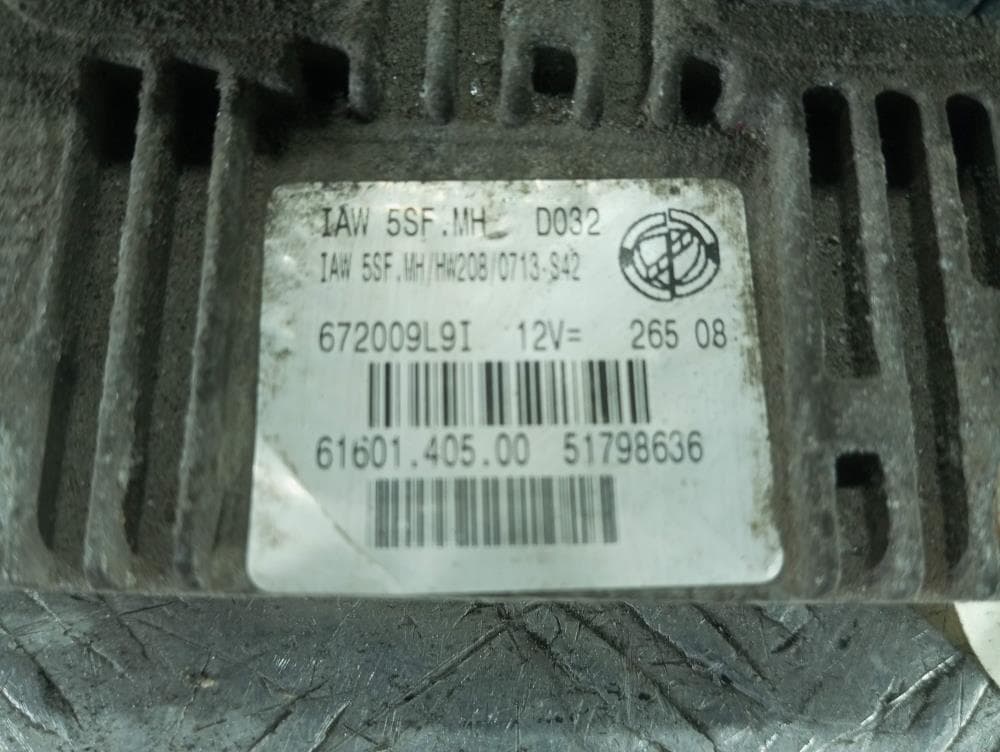 IAW 5SF.MH D032
IAW 5SF.MH/HW208/0713-S42
672009L9I 12V= 265 08
61601.405.00 51798636